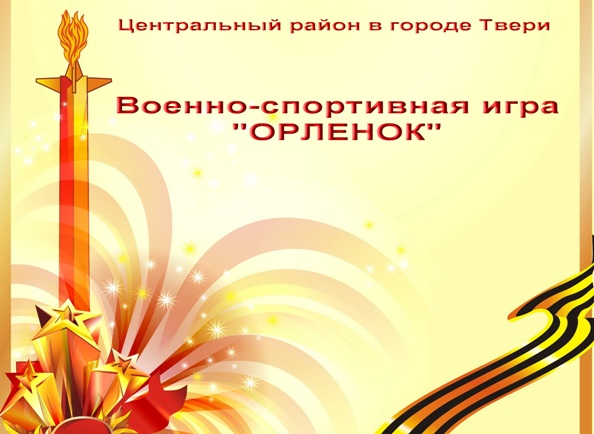 Центральный район в городе Твери
Военно-спортивная игра
"ОРЛЕНОК"